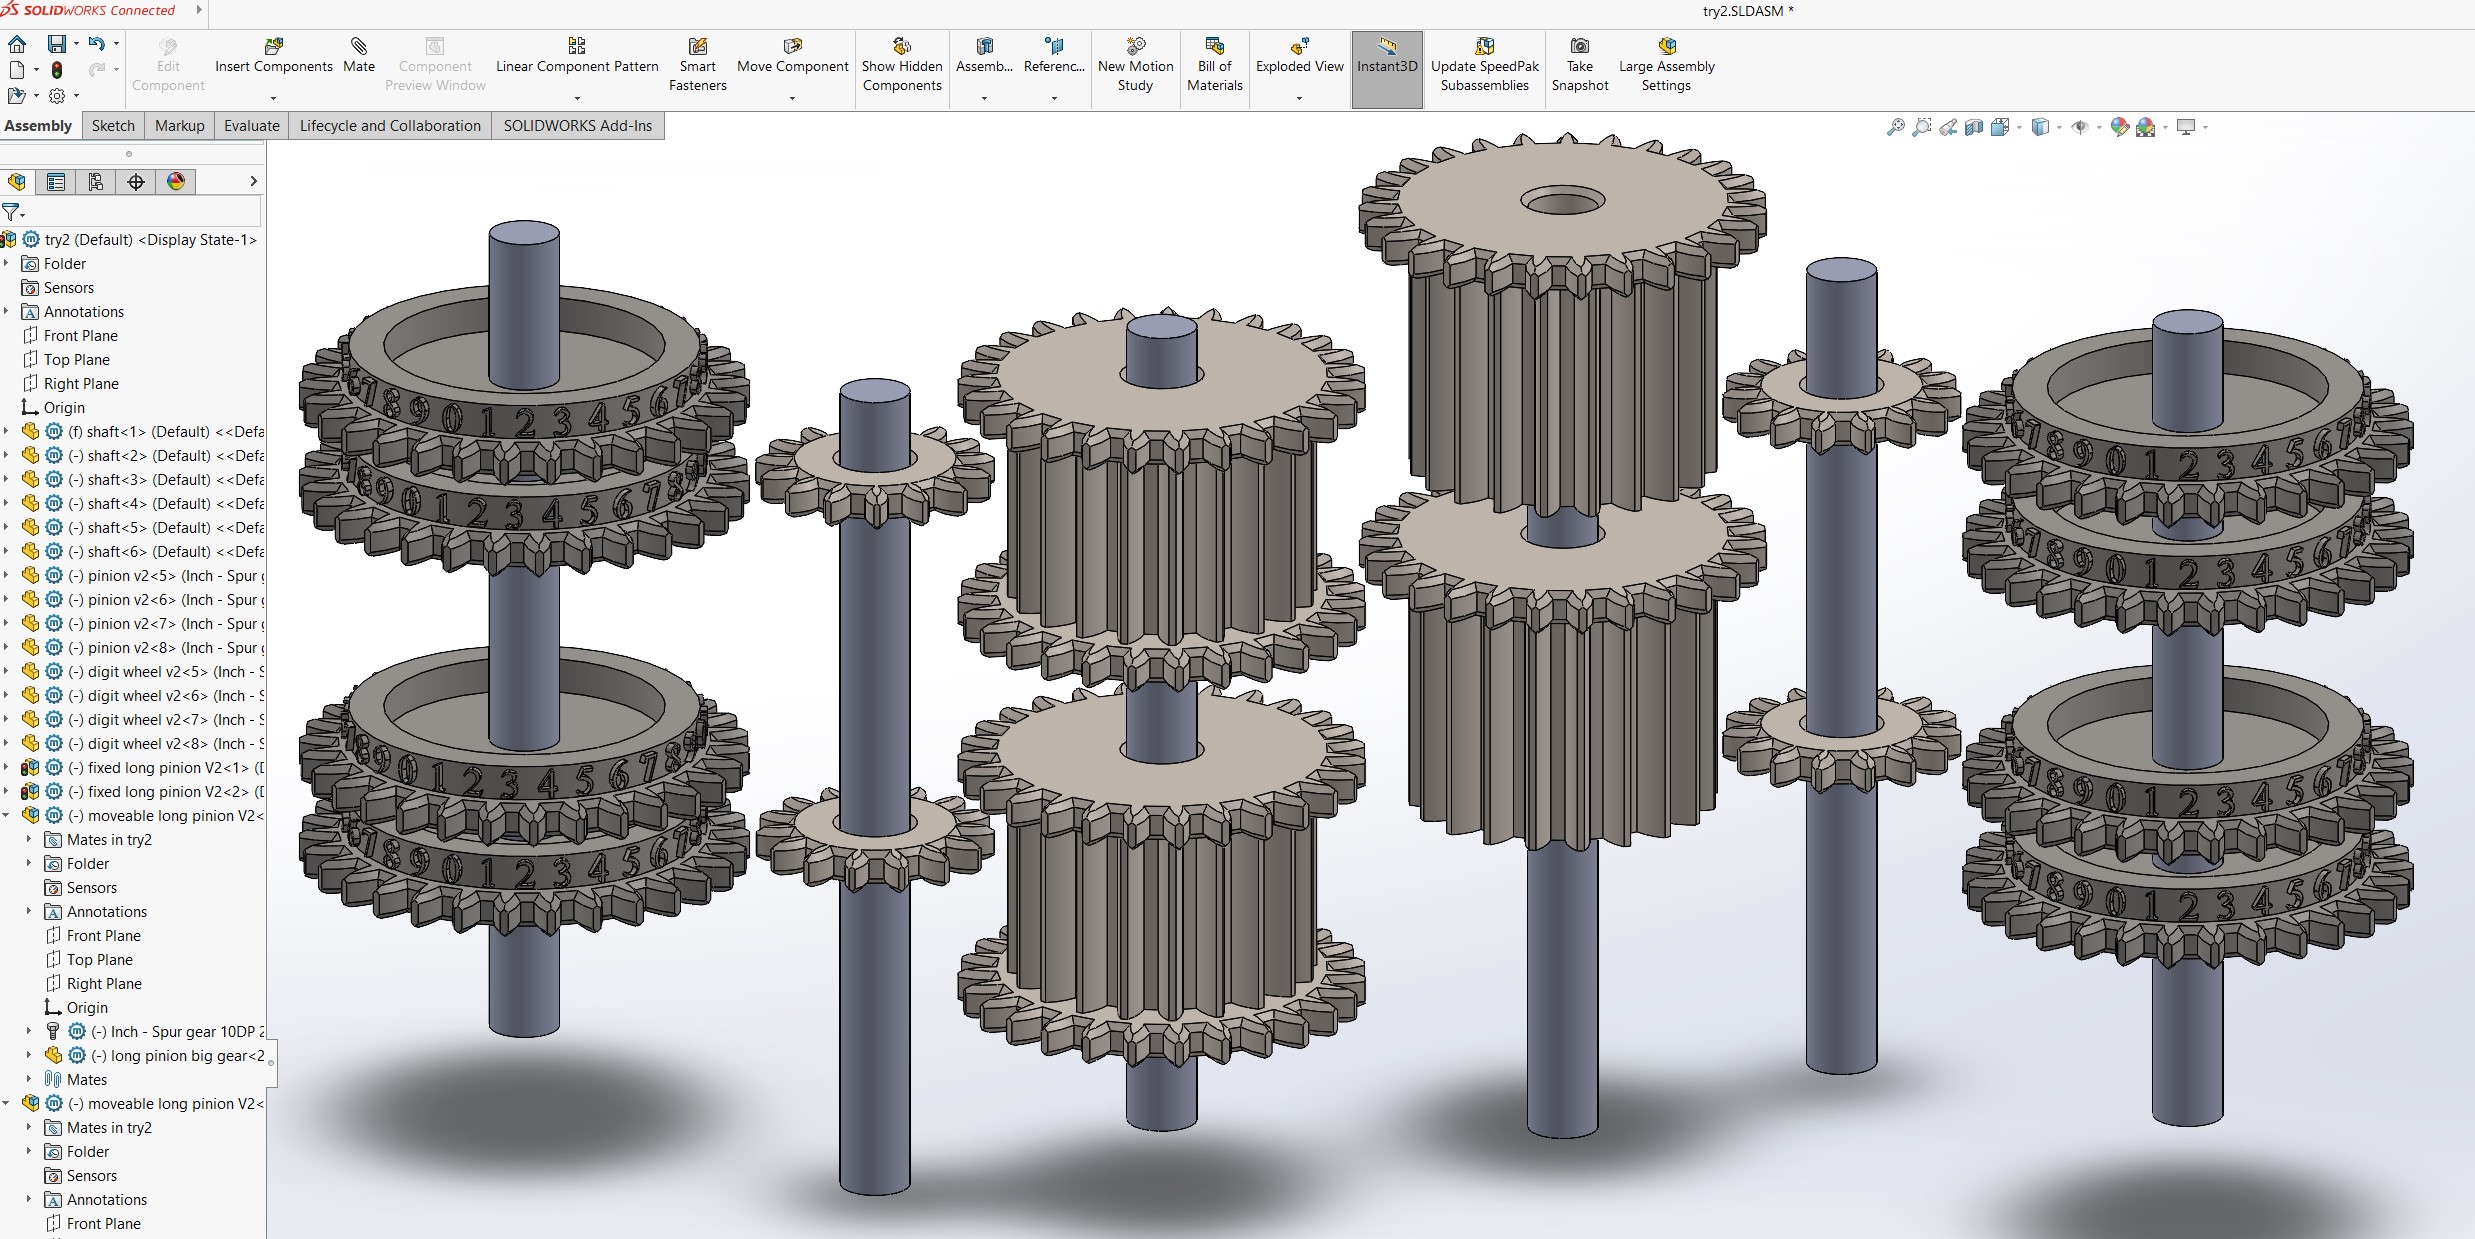 SOLIDWORKS Connected
try2.SLDASM *
Edit Component
Insert Components
Mate
Component Preview Window
Linear Component Pattern
Smart Fasteners
Move Component
Show Hidden Components
Assemb...
Referenc...
New Motion Study
Bill of Materials
Exploded View
Instant3D
Update SpeedPak Subassemblies
Take Snapshot
Large Assembly Settings
Assembly Sketch Markup Evaluate Lifecycle and Collaboration SOLIDWORKS Add-Ins
try2 (Default) <Display State-1>
Folder
Sensors
Annotations
Front Plane
Top Plane
Right Plane
Origin
(f) shaft<1> (Default) <<Defa
(-) shaft<2> (Default) <<Defa
(-) shaft<3> (Default) <<Defa
(-) shaft<4> (Default) <<Defa
(-) shaft<5> (Default) <<Defa
(-) shaft<6> (Default) <<Defa
(-) pinion v2<5> (Inch - Spur g
(-) pinion v2<6> (Inch - Spur g
(-) pinion v2<7> (Inch - Spur g
(-) pinion v2<8> (Inch - Spur g
(-) digit wheel v2<5> (Inch - S
(-) digit wheel v2<6> (Inch - S
(-) digit wheel v2<7> (Inch - S
(-) digit wheel v2<8> (Inch - S
fixed long pinion V2<1> (D
fixed long pinion V2<2> (D
(-) moveable long pinion V2<
Mates in try2
Folder
Sensors
Annotations
Front Plane
Top Plane
Right Plane
Origin
(-) Inch - Spur gear 10DP 2
(-) long pinion big gear<2
Mates
(-) moveable long pinion V2<
Mates in try2
Folder
Sensors
Annotations
Front Plane
7 8 9 0 1 2 3 4 5 6 7 8
8 9 0 1 2 3 4 5 6 7 8
8 9 0 1 2 3 4 5 6 7 8
7 8 9 0 1 2 3 4 5 6 7 8
7 8 9 0 1 2 3 4 5 6 7 8
7 8 9 0 1 2 3 4 5 6 7 8
7 8 9 0 1 2 3 4 5 6 7 8
7 8 9 0 1 2 3 4 5 6 7 8